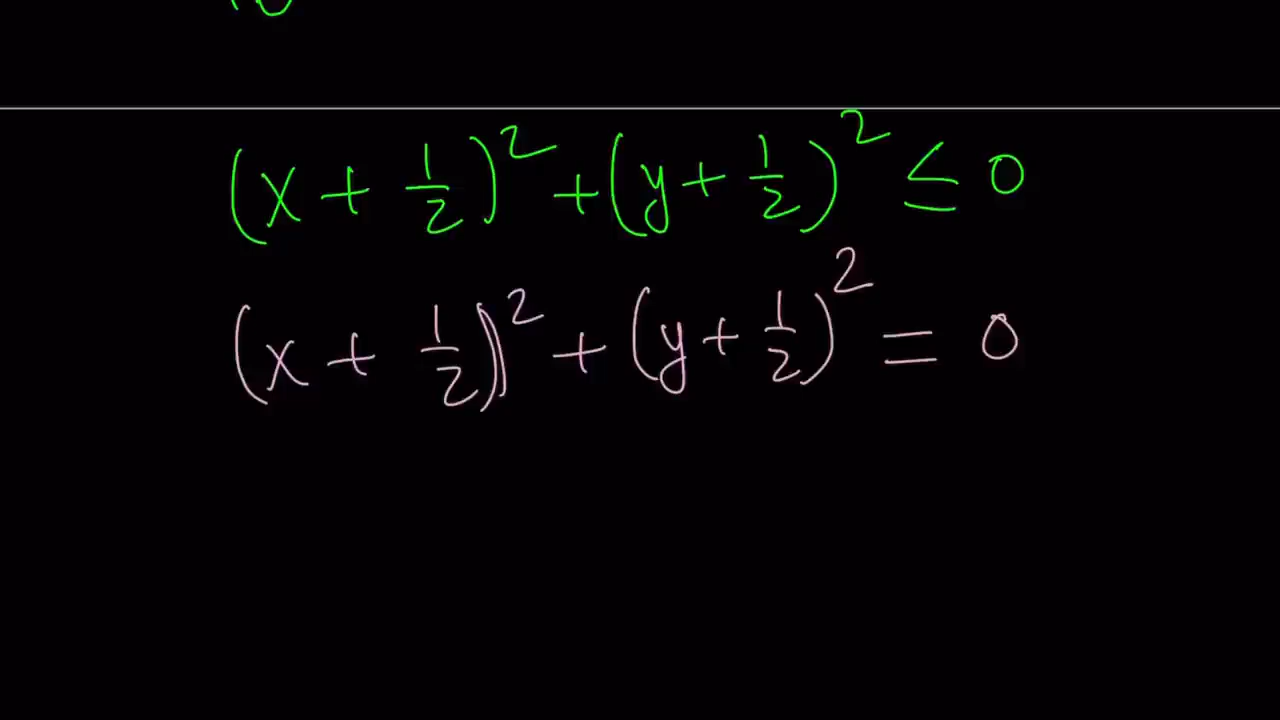 (x + 1/2)² + (y + 1/2)² ≤ 0
(x + 1/2))² + (y + 1/2)² = 0